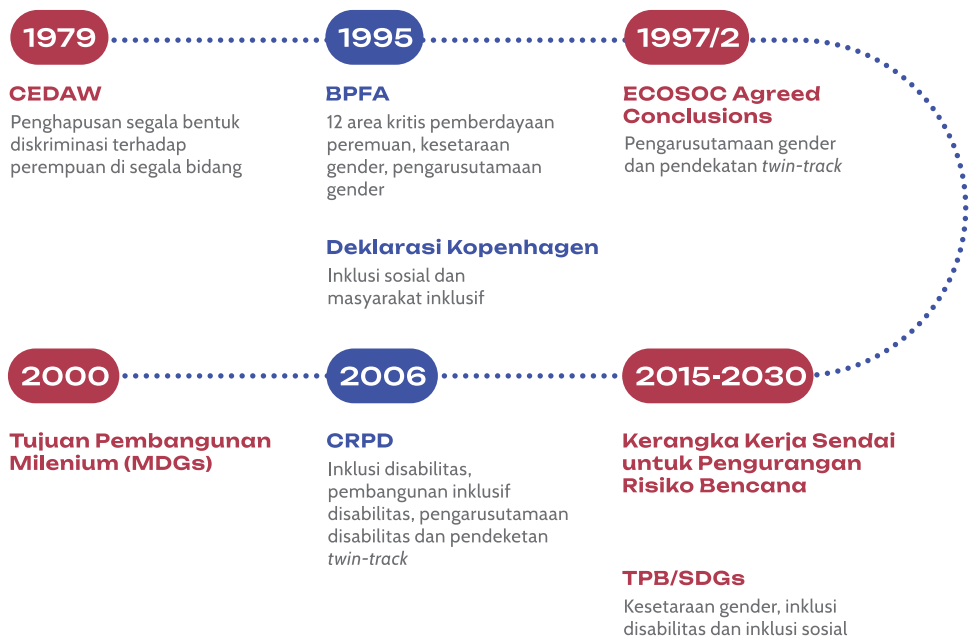 1979
CEDAW
Penghapusan segala bentuk
diskriminasi terhadap
perempuan di segala bidang
1995
BPFA
12 area kritis pemberdayaan
peremuan, kesetaraan
gender, pengarusutamaan
gender
Deklarasi Kopenhagen
Inklusi sosial dan
masyarakat inklusif
1997/2
ECOSOC Agreed
Conclusions
Pengarusutamaan gender
dan pendekatan twin-track
2000
Tujuan Pembangunan
Milenium (MDGs)
2006
CRPD
Inklusi disabilitas,
pembangunan inklusif
disabilitas, pengarusutamaan
disabilitas dan pendeketan
twin-track
2015-2030
Kerangka Kerja Sendai
untuk Pengurangan
Risiko Bencana
TPB/SDGs
Kesetaraan gender, inklusi
disabilitas dan inklusi sosial